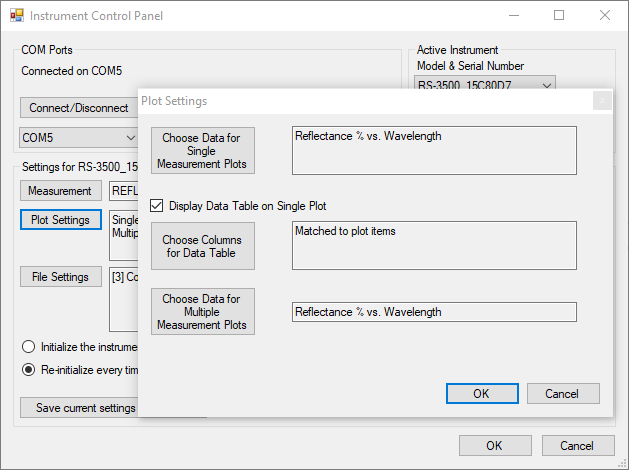 Instrument Control Panel
COM Ports
Connected on COM5
Connect/Disconnect
COM5
Active Instrument
Model & Serial Number
RS-3500_15C80D7
Settings for RS-3500_15
Measurement
REFL
Plot Settings
Single
Multip
File Settings
[3] Co
Initialize the instrume
Re-initialize every tim
Save current settings
Plot Settings
Choose Data for
Single
Measurement Plots
Reflectance % vs. Wavelength
Display Data Table on Single Plot
Choose Columns
for Data Table
Matched to plot items
Choose Data for
Multiple
Measurement Plots
Reflectance % vs. Wavelength
OK
Cancel
OK
Cancel